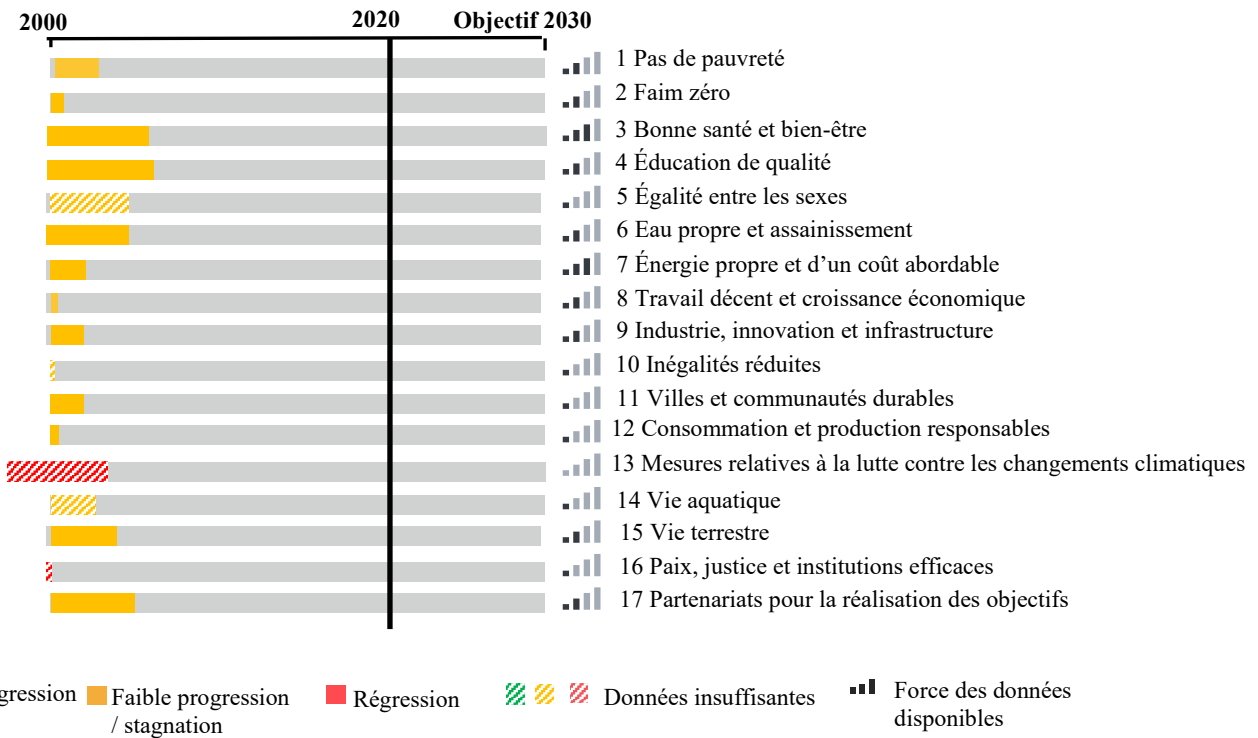 2000 2020 Objectif 2030
1 Pas de pauvreté
2 Faim zéro
3 Bonne santé et bien-être
4 Éducation de qualité
5 Égalité entre les sexes
6 Eau propre et assainissement
7 Énergie propre et d’un coût abordable
8 Travail décent et croissance économique
9 Industrie, innovation et infrastructure
10 Inégalités réduites
11 Villes et communautés durables
12 Consommation et production responsables
13 Mesures relatives à la lutte contre les changements climatiques
14 Vie aquatique
15 Vie terrestre
16 Paix, justice et institutions efficaces
17 Partenariats pour la réalisation des objectifs
gression
Faible progression
/ stagnation
Régression
Données insuffisantes
Force des données
disponibles